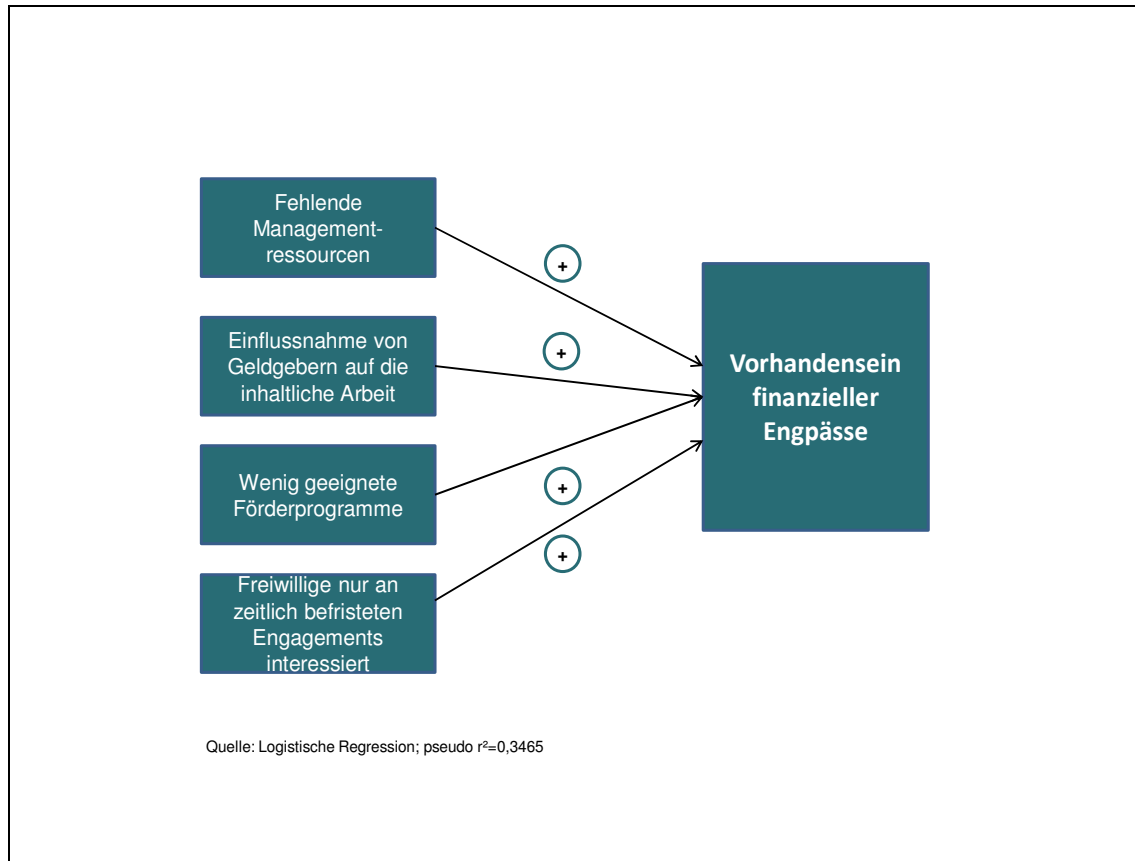 Fehlende
Management-
ressourcen
+
Einflussnahme von
Geldgebern auf die
inhaltliche Arbeit
+
Wenig geeignete
Förderprogramme
+
Freiwillige nur an
zeitlich befristeten
Engagements
interessiert
+
Vorhandensein
finanzieller
Engpässe
Quelle: Logistische Regression; pseudo r²=0,3465